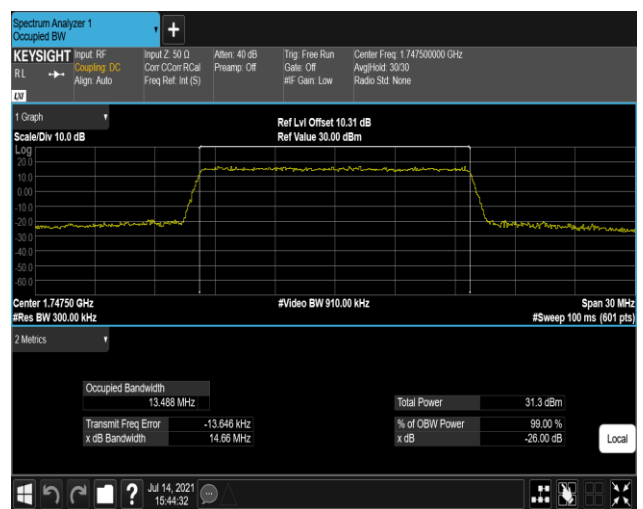 Spectrum Analyzer 1
Occupied BW
+
KEYSIGHT Input: RF Input Z: 50 Ω Atten: 40 dB Trig: Free Run Center Freq: 1.747500000 GHz
RL Coupling: DC Corr CCorr RCal Preamp: Off Gate: Off Avg|Hold: 30/30
Align: Auto Freq Ref: Int (S) #IF Gain: Low Radio Std: None
LXI
1 Graph
Ref Lvl Offset 10.31 dB
Scale/Div 10.0 dB Ref Value 30.00 dBm
Log
20.0
10.0
0.00
-10.0
-20.0
-30.0
-40.0
-50.0
-60.0
Center 1.74750 GHz #Video BW 910.00 kHz Span 30 MHz
#Res BW 300.00 kHz #Sweep 100 ms (601 pts)
2 Metrics
Occupied Bandwidth
13.488 MHz Total Power 31.3 dBm
Transmit Freq Error -13.646 kHz % of OBW Power 99.00 %
x dB Bandwidth 14.66 MHz x dB -26.00 dB
Local
? Jul 14, 2021
15:44:32